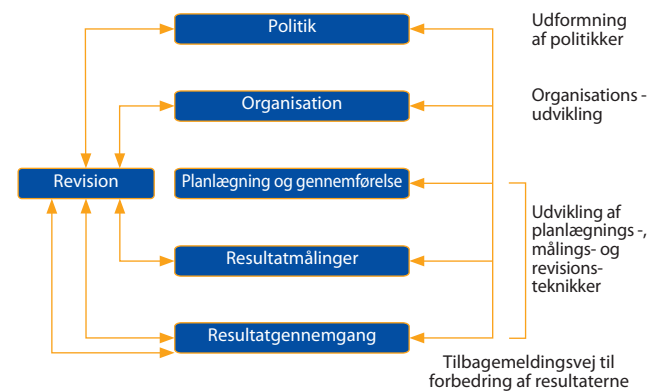 Politik
Udformning
af politikker
Organisation
Organisations -
udvikling
Revision
Planlægning og gennemførelse
Udvikling af
planlægnings -,
målings- og
revisions-
teknikker
Resultatmålinger
Resultatgennemgang
Tilbagemeldingsvej til
forbedring af resultaterne